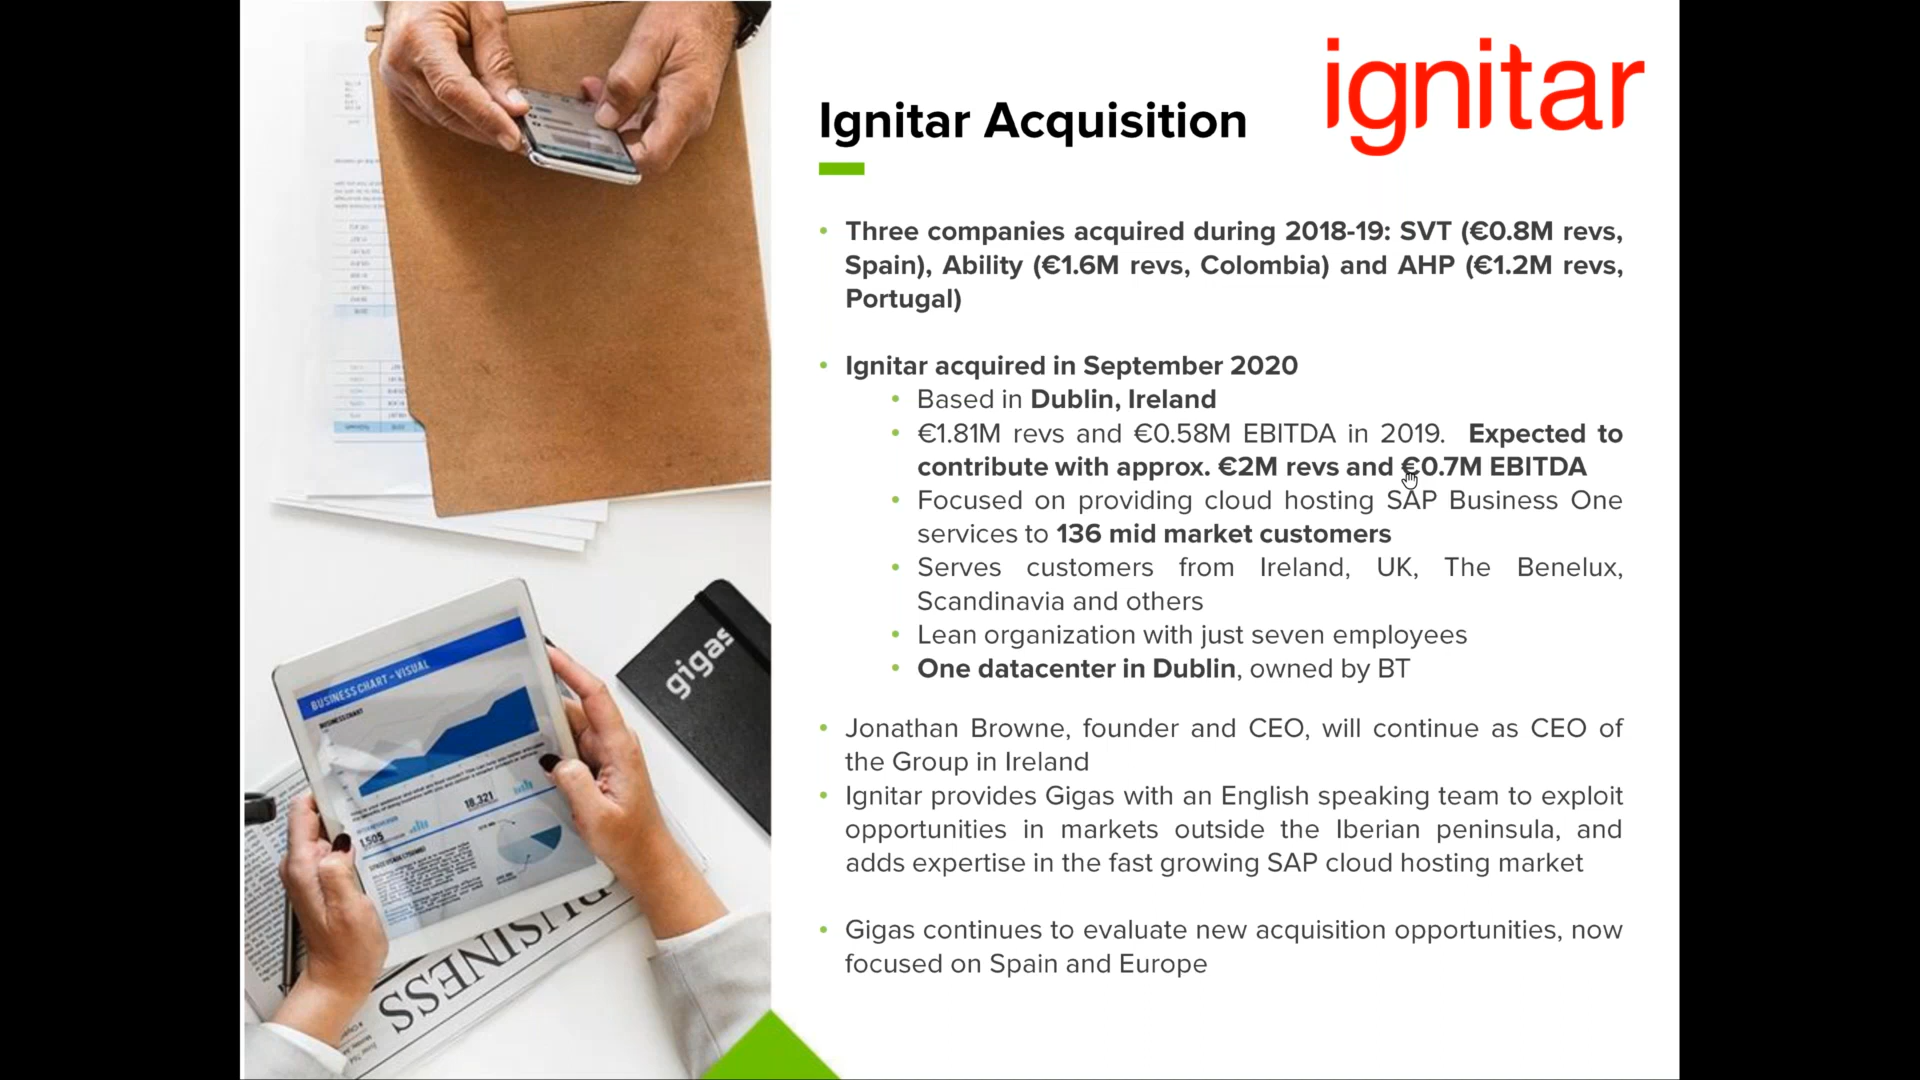 ignitar
Ignitar Acquisition
• Three companies acquired during 2018-19: SVT (€0.8M revs,
Spain), Ability (€1.6M revs, Colombia) and AHP (€1.2M revs,
Portugal)
• Ignitar acquired in September 2020
• Based in Dublin, Ireland
• €1.81M revs and €0.58M EBITDA in 2019. Expected to
contribute with approx. €2M revs and €0.7M EBITDA
• Focused on providing cloud hosting SAP Business One
services to 136 mid market customers
• Serves customers from Ireland, UK, The Benelux,
Scandinavia and others
• Lean organization with just seven employees
• One datacenter in Dublin, owned by BT
• Jonathan Browne, founder and CEO, will continue as CEO of
the Group in Ireland
• Ignitar provides Gigas with an English speaking team to exploit
opportunities in markets outside the Iberian peninsula, and
adds expertise in the fast growing SAP cloud hosting market
• Gigas continues to evaluate new acquisition opportunities, now
focused on Spain and Europe
gigas
BUSINESS CHART - VISUAL
BUSINESS CHART
18,321
1,505
BUSINESS